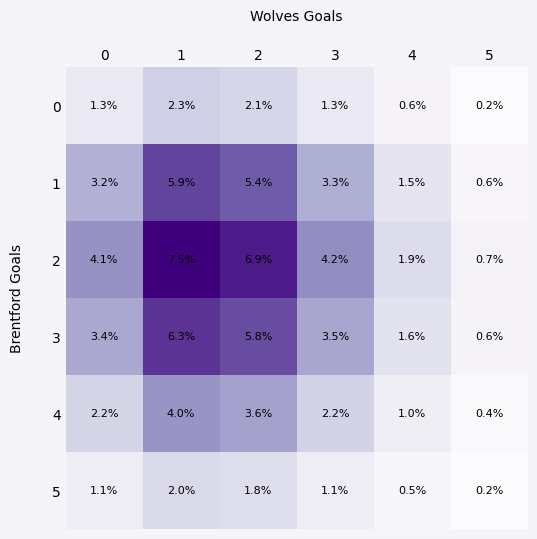 Wolves Goals
0 1 2 3 4 5
Brentford Goals
0 1.3% 2.3% 2.1% 1.3% 0.6% 0.2%
1 3.2% 5.9% 5.4% 3.3% 1.5% 0.6%
2 4.1% 7.5% 6.9% 4.2% 1.9% 0.7%
3 3.4% 6.3% 5.8% 3.5% 1.6% 0.6%
4 2.2% 4.0% 3.6% 2.2% 1.0% 0.4%
5 1.1% 2.0% 1.8% 1.1% 0.5% 0.2%